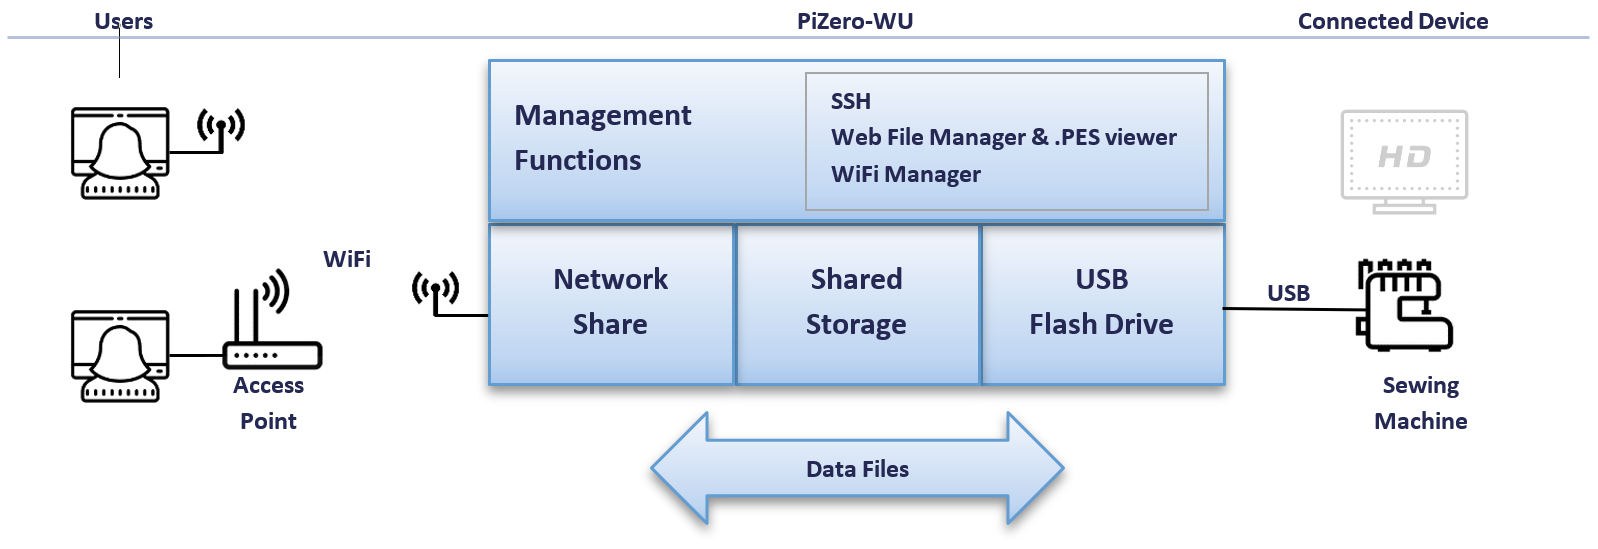 Users
PiZero-WU
Connected Device
Management
Functions
SSH
Web File Manager & .PES viewer
WiFi Manager
HD
WiFi
Network
Share
Shared
Storage
USB
Flash Drive
USB
Access
Point
Sewing
Machine
Data Files